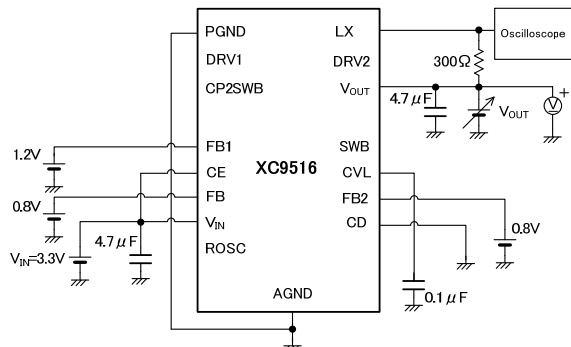 PGND
LX
Oscilloscope
DRV1
DRV2
300Ω
CP2SWB
VOUT
4.7μF
VOUT
V
+
FB1
SWB
1.2V
CE
XC9516
CVL
FB
FB2
0.8V
VIN
CD
0.8V
VIN=3.3V
4.7μF
ROSC
AGND
0.1μF